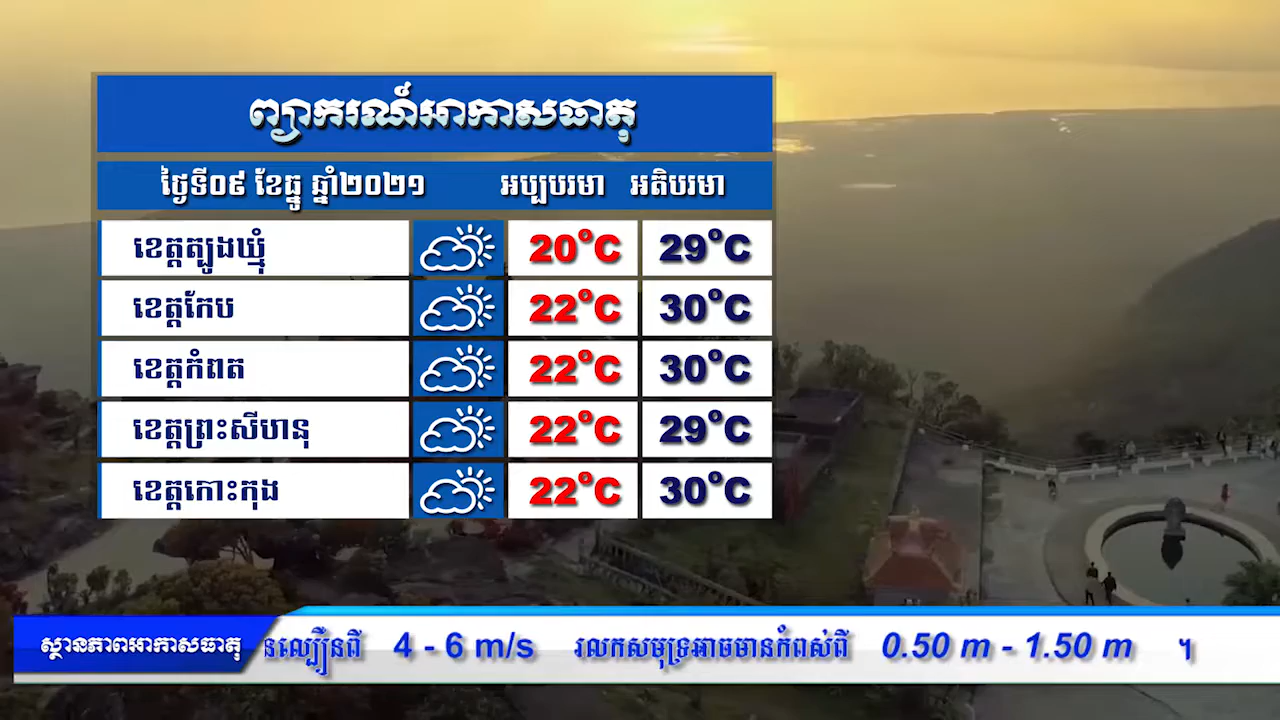 ព្យាករណ៍អាកាសធាតុ
ថ្ងៃទី០៩ ខែធ្នូ ឆ្នាំ២០២១ អប្បបរមា អតិបរមា
ខេត្តត្បូងឃ្មុំ 20°C 29°C
ខេត្តកែប 22°C 30°C
ខេត្តកំពត 22°C 30°C
ខេត្តព្រះសីហនុ 22°C 29°C
ខេត្តកោះកុង 22°C 30°C
ស្ថានភាពអាកាសធាតុ នល្បឿនពី 4 - 6 m/s រលកសមុទ្រអាចមានកំពស់ពី 0.50 m - 1.50 m ។